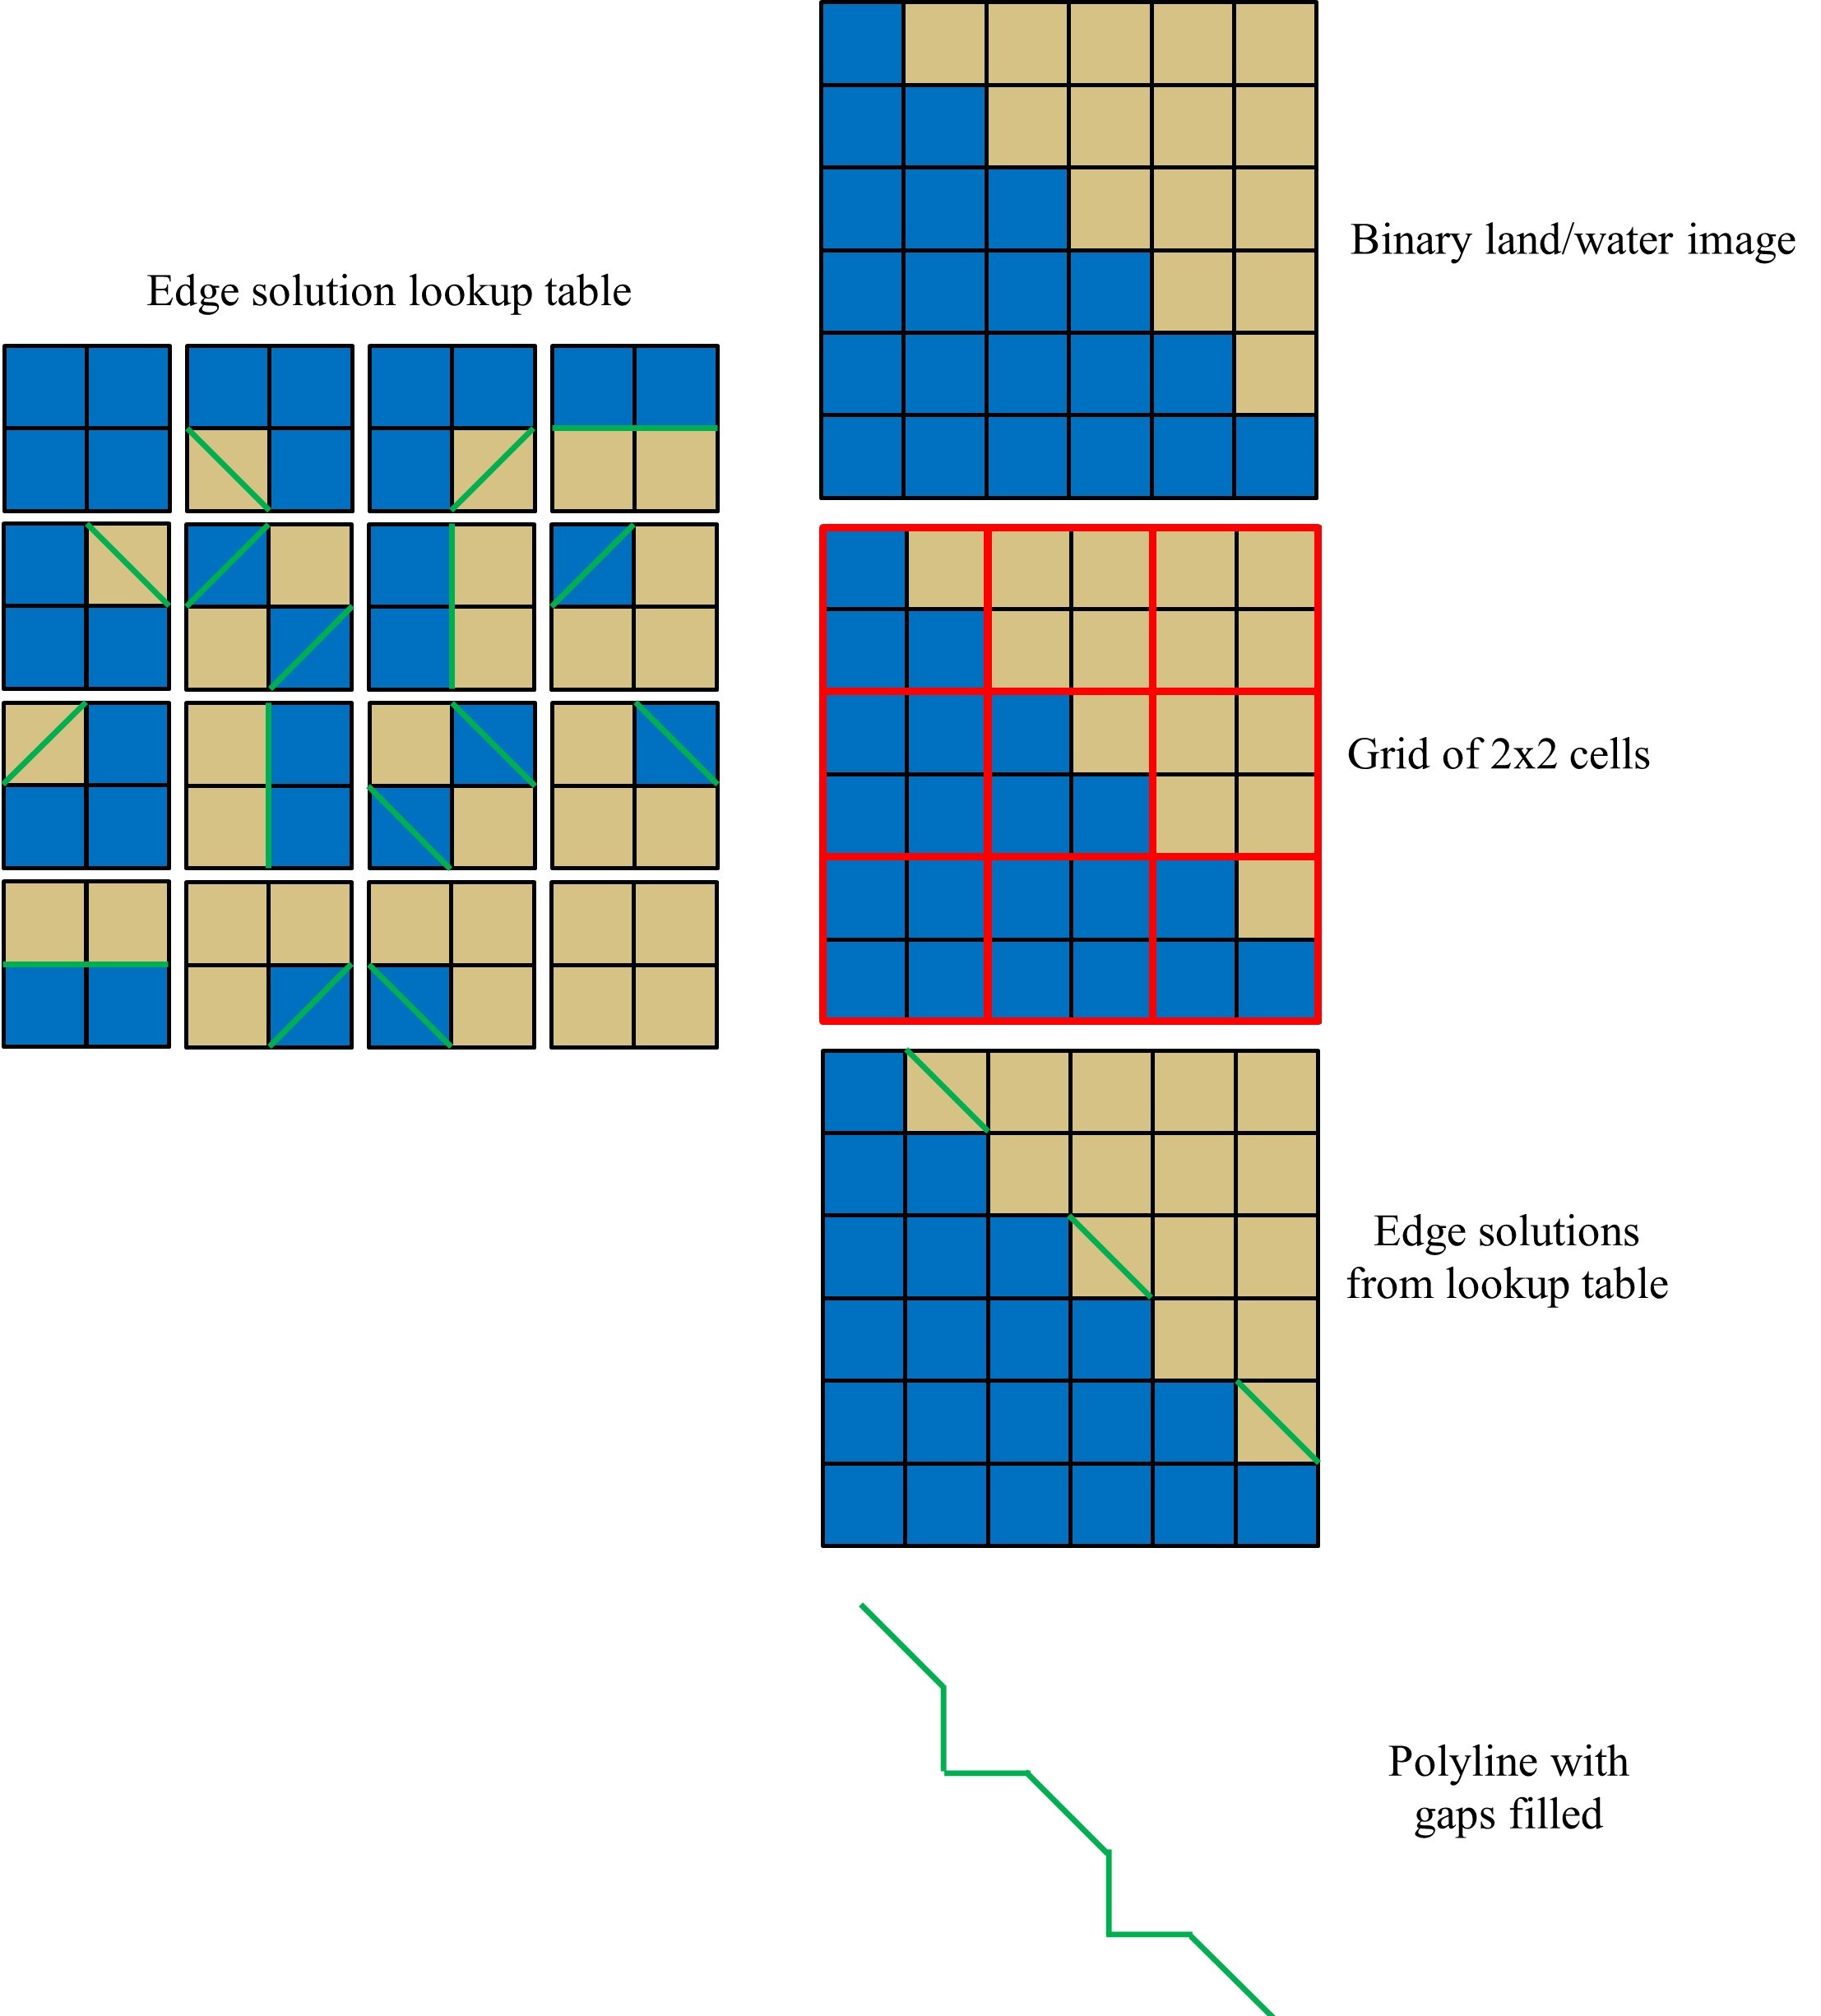 Edge solution lookup table
Binary land/water image
Grid of 2x2 cells
Edge solutions
from lookup table
Polyline with
gaps filled